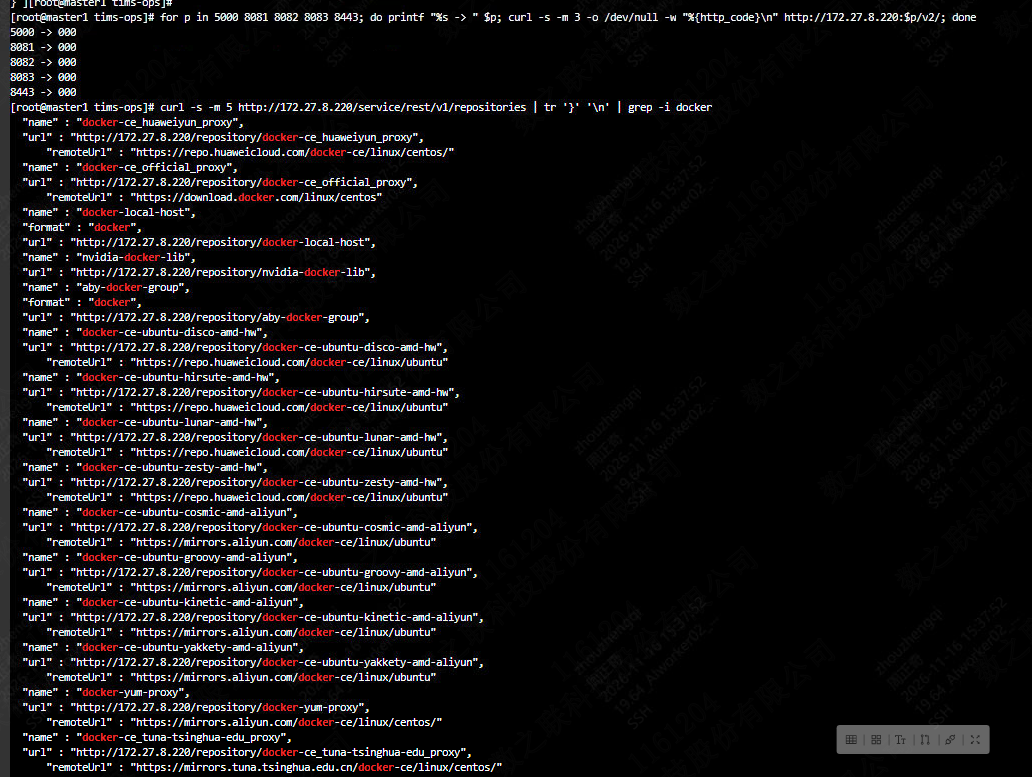 } ][root@master1 tims-ops]#
[root@master1 tims-ops]# for p in 5000 8081 8082 8083 8443; do printf "%s -> " $p; curl -s -m 3 -o /dev/null -w "%{http_code}\n" http://172.27.8.220:$p/v2/; done
5000 -> 000
8081 -> 000
8082 -> 000
8083 -> 000
8443 -> 000
[root@master1 tims-ops]# curl -s -m 5 http://172.27.8.220/service/rest/v1/repositories | tr '}' '\n' | grep -i docker
"name" : "docker-ce_huaweiyun_proxy",
"url" : "http://172.27.8.220/repository/docker-ce_huaweiyun_proxy",
"remoteUrl" : "https://repo.huaweicloud.com/docker-ce/linux/centos/"
"name" : "docker-ce_official_proxy",
"url" : "http://172.27.8.220/repository/docker-ce_official_proxy",
"remoteUrl" : "https://download.docker.com/linux/centos"
"name" : "docker-local-host",
"format" : "docker",
"url" : "http://172.27.8.220/repository/docker-local-host",
"name" : "nvidia-docker-lib",
"url" : "http://172.27.8.220/repository/nvidia-docker-lib",
"name" : "aby-docker-group",
"format" : "docker",
"url" : "http://172.27.8.220/repository/aby-docker-group",
"name" : "docker-ce-ubuntu-disco-amd-hw",
"url" : "http://172.27.8.220/repository/docker-ce-ubuntu-disco-amd-hw",
"remoteUrl" : "https://repo.huaweicloud.com/docker-ce/linux/ubuntu"
"name" : "docker-ce-ubuntu-hirsute-amd-hw",
"url" : "http://172.27.8.220/repository/docker-ce-ubuntu-hirsute-amd-hw",
"remoteUrl" : "https://repo.huaweicloud.com/docker-ce/linux/ubuntu"
"name" : "docker-ce-ubuntu-lunar-amd-hw",
"url" : "http://172.27.8.220/repository/docker-ce-ubuntu-lunar-amd-hw",
"remoteUrl" : "https://repo.huaweicloud.com/docker-ce/linux/ubuntu"
"name" : "docker-ce-ubuntu-zesty-amd-hw",
"url" : "http://172.27.8.220/repository/docker-ce-ubuntu-zesty-amd-hw",
"remoteUrl" : "https://repo.huaweicloud.com/docker-ce/linux/ubuntu"
"name" : "docker-ce-ubuntu-cosmic-amd-aliyun",
"url" : "http://172.27.8.220/repository/docker-ce-ubuntu-cosmic-amd-aliyun",
"remoteUrl" : "https://mirrors.aliyun.com/docker-ce/linux/ubuntu"
"name" : "docker-ce-ubuntu-groovy-amd-aliyun",
"url" : "http://172.27.8.220/repository/docker-ce-ubuntu-groovy-amd-aliyun",
"remoteUrl" : "https://mirrors.aliyun.com/docker-ce/linux/ubuntu"
"name" : "docker-ce-ubuntu-kinetic-amd-aliyun",
"url" : "http://172.27.8.220/repository/docker-ce-ubuntu-kinetic-amd-aliyun",
"remoteUrl" : "https://mirrors.aliyun.com/docker-ce/linux/ubuntu"
"name" : "docker-ce-ubuntu-yakkety-amd-aliyun",
"url" : "http://172.27.8.220/repository/docker-ce-ubuntu-yakkety-amd-aliyun",
"remoteUrl" : "https://mirrors.aliyun.com/docker-ce/linux/ubuntu"
"name" : "docker-yum-proxy",
"url" : "http://172.27.8.220/repository/docker-yum-proxy",
"remoteUrl" : "https://mirrors.aliyun.com/docker-ce/linux/centos/"
"name" : "docker-ce_tuna-tsinghua-edu_proxy",
"url" : "http://172.27.8.220/repository/docker-ce_tuna-tsinghua-edu_proxy",
"remoteUrl" : "https://mirrors.tuna.tsinghua.edu.cn/docker-ce/linux/centos/"